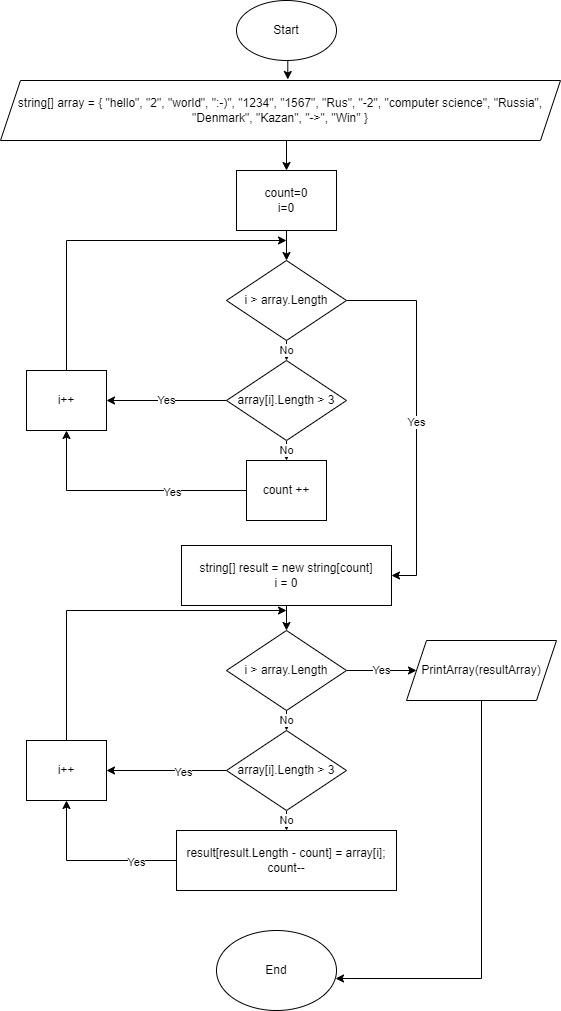 Start
string[] array = { "hello", "2", "world", ":-)", "1234", "1567", "Rus", "-2", "computer science", "Russia",
"Denmark", "Kazan", "->", "Win" }
count=0
i=0
i > array.Length
No
Yes
i++
Yes
array[i].Length > 3
No
Yes
count ++
string[] result = new string[count]
i = 0
i > array.Length
Yes
PrintArray(resultArray)
No
i++
Yes
array[i].Length > 3
No
result[result.Length - count] = array[i];
count--
Yes
End